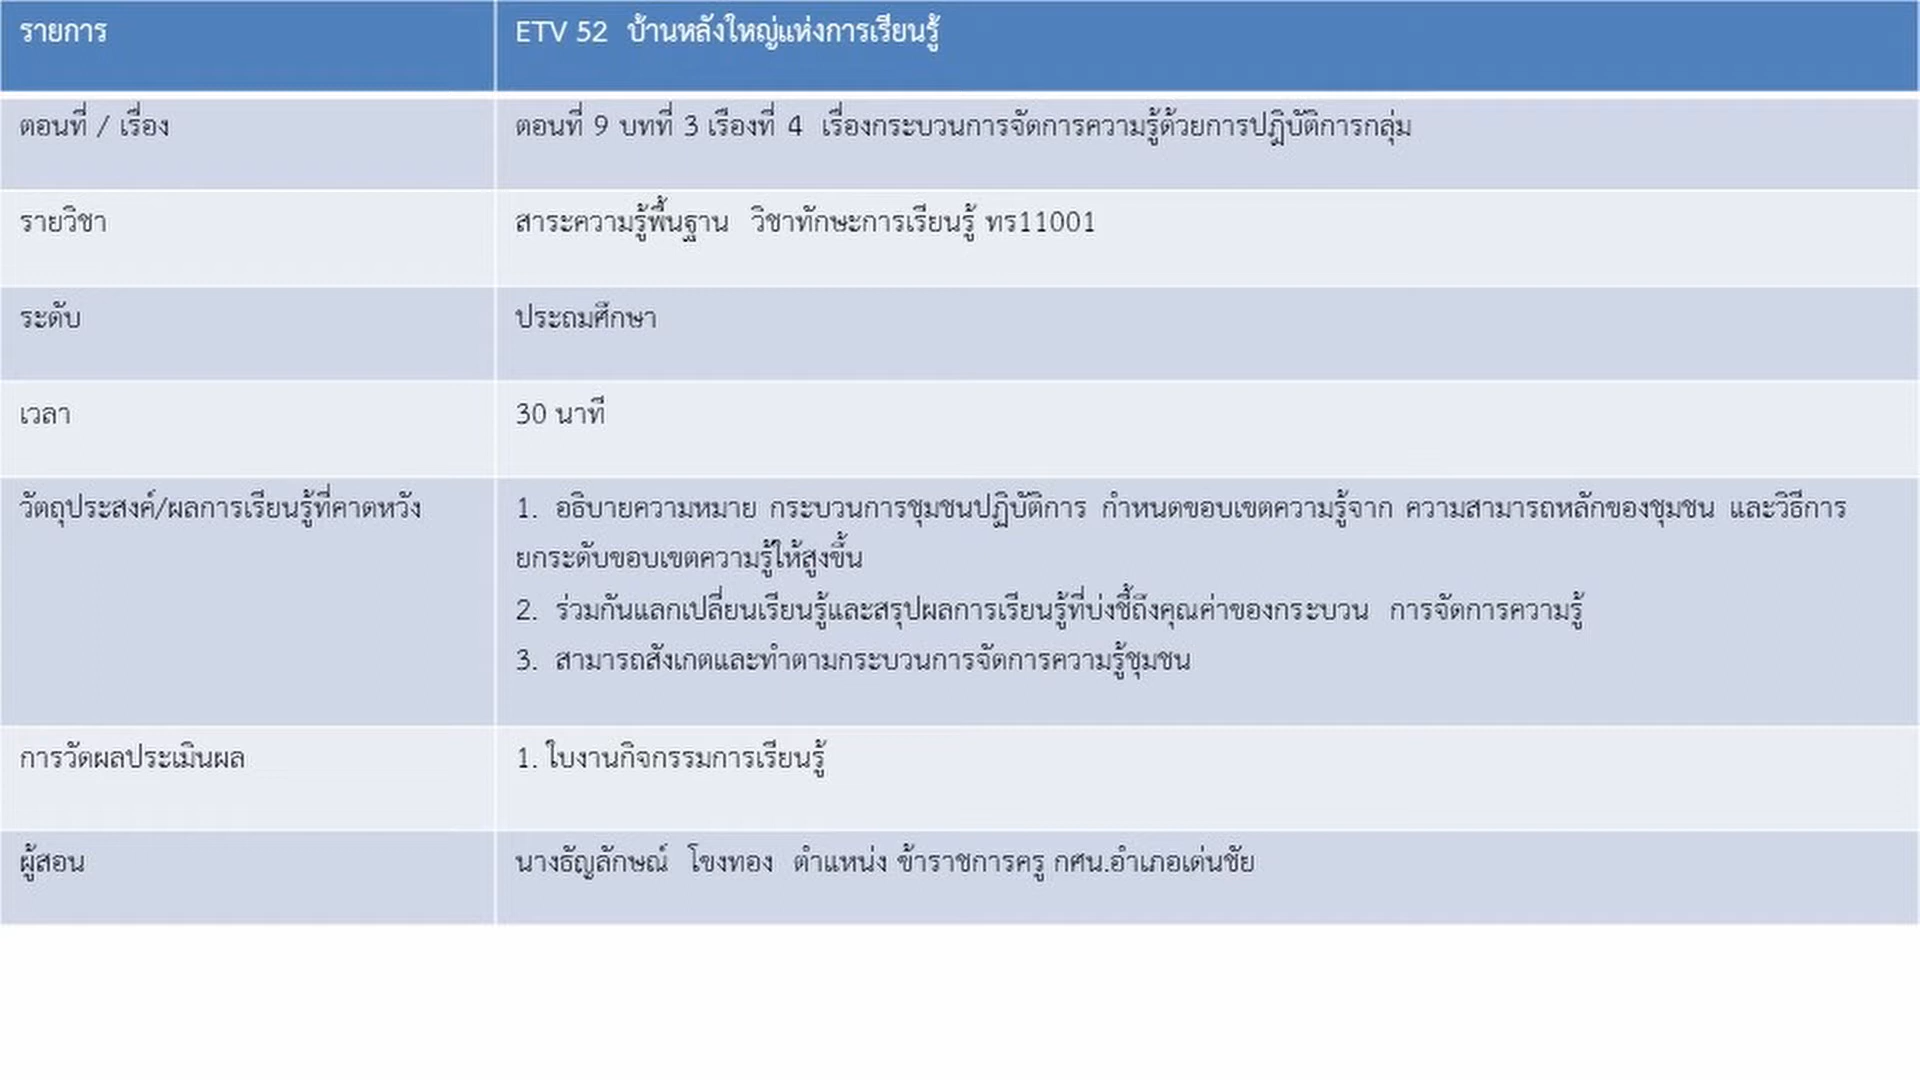 รายการ ETV 52 บ้านหลังใหญ่แห่งการเรียนรู้
ตอนที่ / เรื่อง ตอนที่ 9 บทที่ 3 เรื่องที่ 4 เรื่องกระบวนการจัดการความรู้ด้วยการปฏิบัติการกลุ่ม
รายวิชา สาระความรู้พื้นฐาน วิชาทักษะการเรียนรู้ ทร11001
ระดับ ประถมศึกษา
เวลา 30 นาที
วัตถุประสงค์/ผลการเรียนรู้ที่คาดหวัง 1. อธิบายความหมาย กระบวนการชุมชนปฏิบัติการ กำหนดขอบเขตความรู้จาก ความสามารถหลักของชุมชน และวิธีการ
ยกระดับขอบเขตความรู้ให้สูงขึ้น
2. ร่วมกันแลกเปลี่ยนเรียนรู้และสรุปผลการเรียนรู้ที่บ่งชี้ถึงคุณค่าของกระบวน การจัดการความรู้
3. สามารถสังเกตและทำตามกระบวนการจัดการความรู้ชุมชน
การวัดผลประเมินผล 1. ใบงานกิจกรรมการเรียนรู้
ผู้สอน นางธัญลักษณ์ โขงทอง ตำแหน่ง ข้าราชการครู กศน.อำเภอเด่นชัย